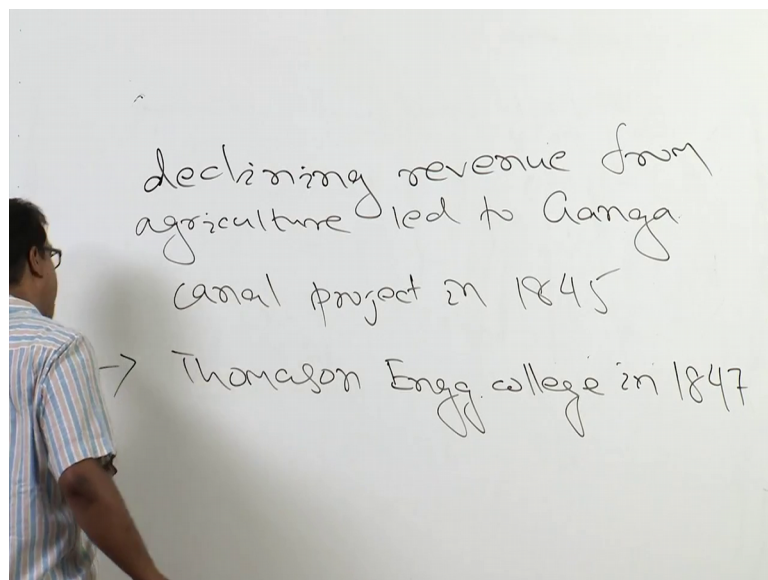 declining revenue from
agriculture led to Ganga
canal project in 1845
→ Thomason Engg. college in 1847